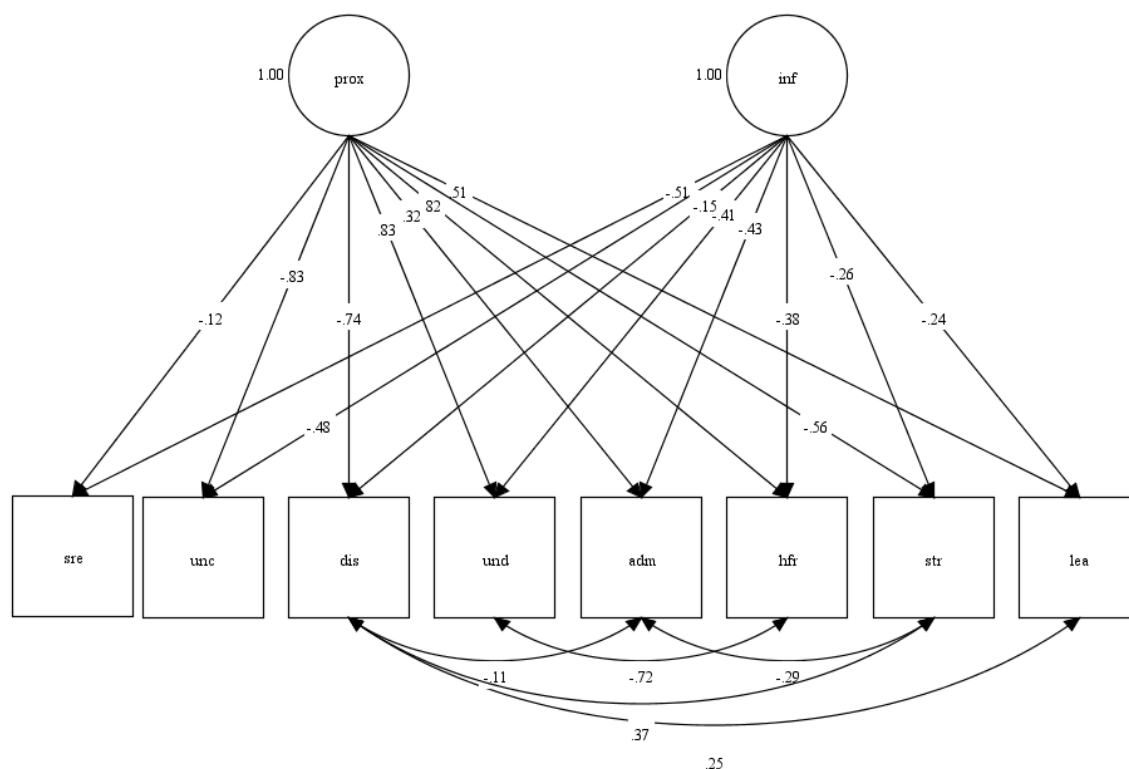 1.00 prox 1.00 inf
.51 -.51
.83 .32 .82 -.15 -.41 -.43
-.83 -.26
-.12 -.74 -.38 -.24
-.48 -.56
sre unc dis und adm hfr str lea
-.11 -.72 -.29
.37
.25